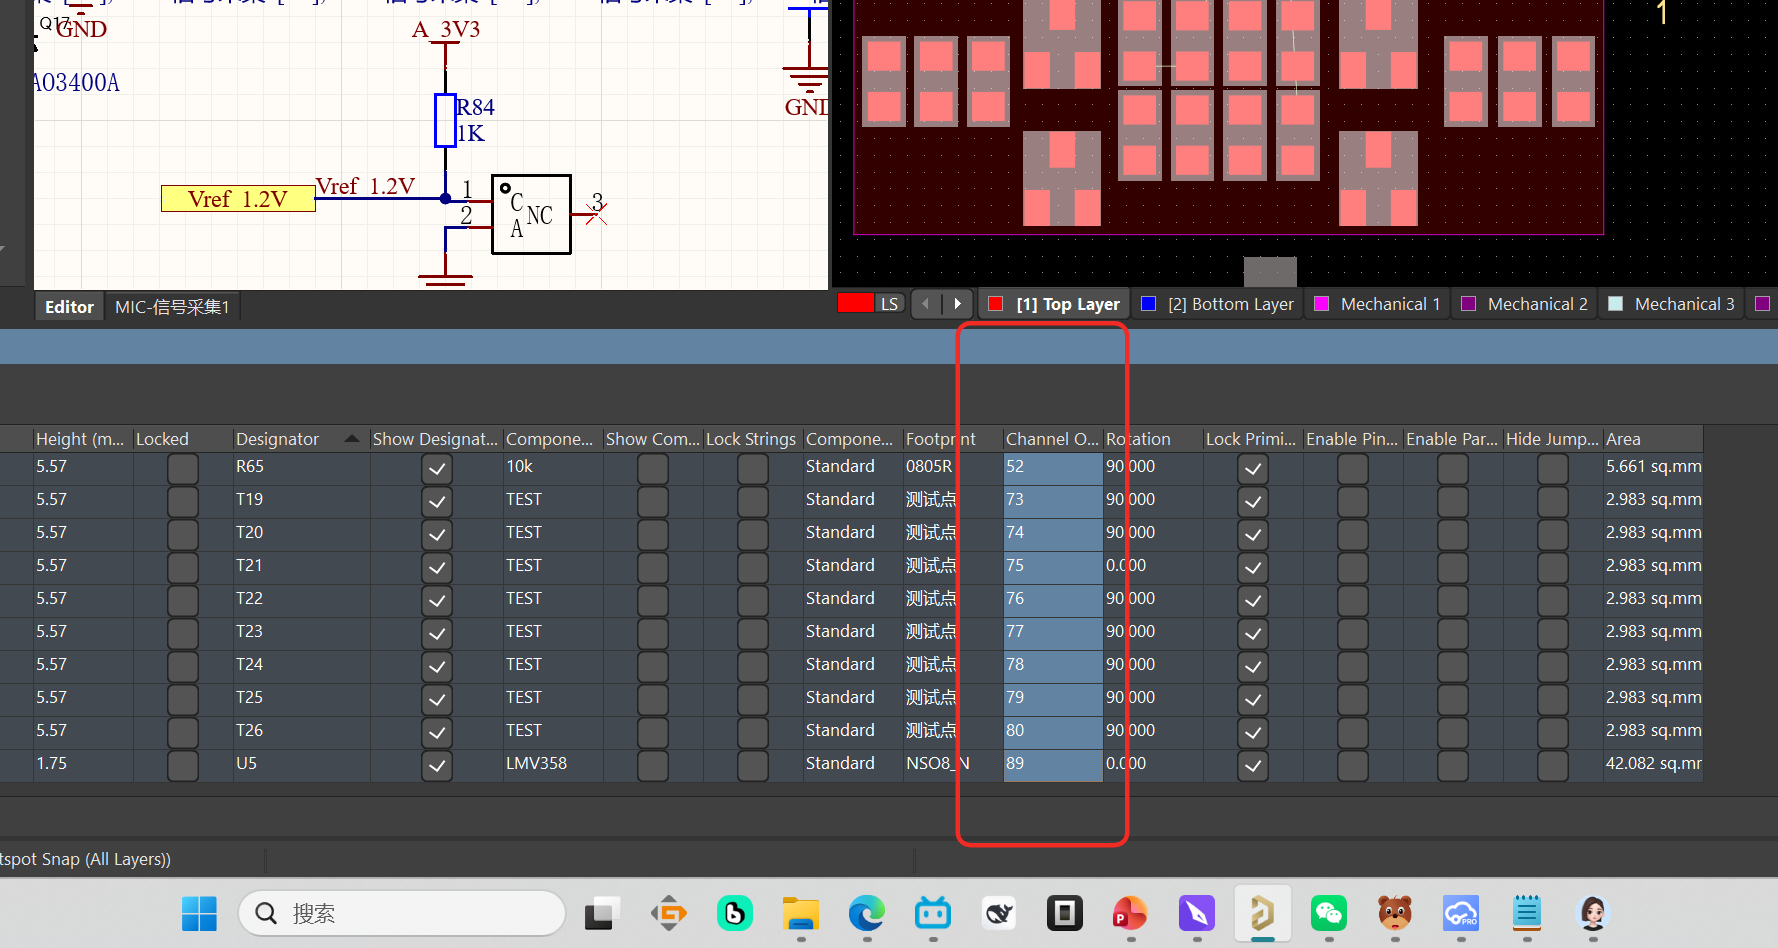 Q17
GND
AO3400A
A_3V3
R84
1K
Vref_1.2V
Vref_1.2V
1
2
C
A
NC
3
GND
1
Editor
MIC-信号采集1
LS
[1] Top Layer
[2] Bottom Layer
Mechanical 1
Mechanical 2
Mechanical 3
Height (m... Locked Designator Show Designat... Compone... Show Com... Lock Strings Compone... Footprint Channel O... Rotation Lock Primi... Enable Pin... Enable Par... Hide Jump... Area
5.57 R65 10k Standard 0805R 52 90.000 5.661 sq.mm
5.57 T19 TEST Standard 测试点 73 90.000 2.983 sq.mm
5.57 T20 TEST Standard 测试点 74 90.000 2.983 sq.mm
5.57 T21 TEST Standard 测试点 75 0.000 2.983 sq.mm
5.57 T22 TEST Standard 测试点 76 90.000 2.983 sq.mm
5.57 T23 TEST Standard 测试点 77 90.000 2.983 sq.mm
5.57 T24 TEST Standard 测试点 78 90.000 2.983 sq.mm
5.57 T25 TEST Standard 测试点 79 90.000 2.983 sq.mm
5.57 T26 TEST Standard 测试点 80 90.000 2.983 sq.mm
1.75 U5 LMV358 Standard NSO8_N 89 0.000 42.082 sq.mr
tspot Snap (All Layers))
搜索